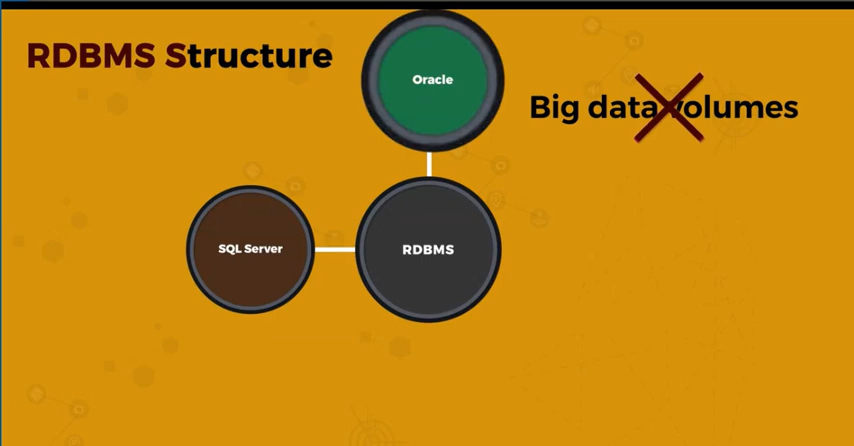 RDBMS Structure
Oracle
Big data volumes
SQL Server
RDBMS